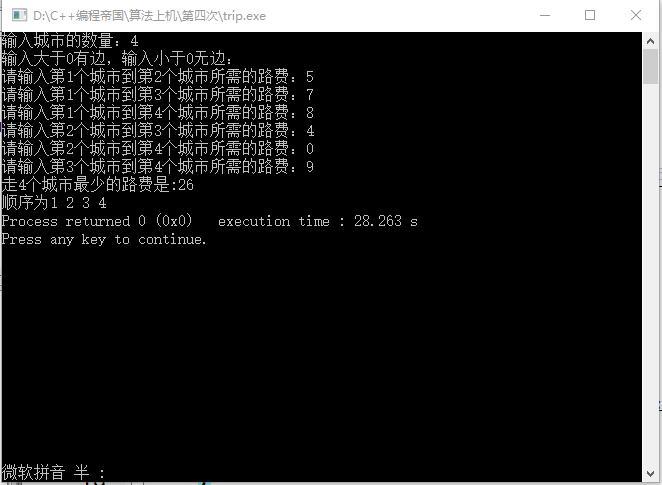 D:\C++编程帝国\算法上机\第四次\trip.exe
输入城市的数量：4
输入大于0有边，输入小于0无边：
请输入第1个城市到第2个城市所需的路费：5
请输入第1个城市到第3个城市所需的路费：7
请输入第1个城市到第4个城市所需的路费：8
请输入第2个城市到第3个城市所需的路费：4
请输入第2个城市到第4个城市所需的路费：0
请输入第3个城市到第4个城市所需的路费：9
走4个城市最少的路费是:26
顺序为1 2 3 4
Process returned 0 (0x0)   execution time : 28.263 s
Press any key to continue.
微软拼音 半 :